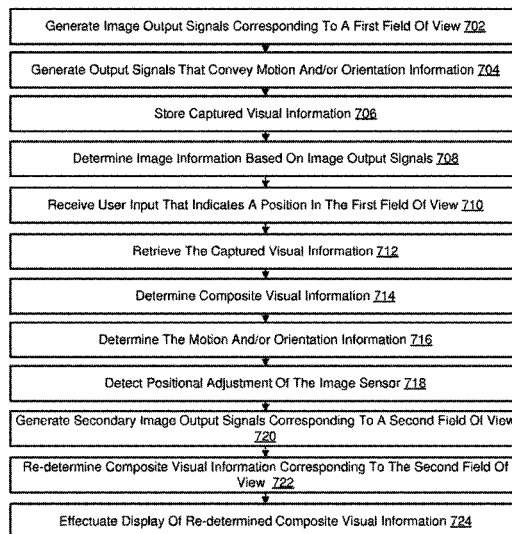 Generate Image Output Signals Corresponding To A First Field Of View 702
Generate Output Signals That Convey Motion And/or Orientation Information 704
Store Captured Visual Information 706
Determine Image Information Based On Image Output Signals 708
Receive User Input That Indicates A Position In The First Field Of View 710
Retrieve The Captured Visual Information 712
Determine Composite Visual Information 714
Determine The Motion And/or Orientation Information 716
Detect Positional Adjustment Of The Image Sensor 718
Generate Secondary Image Output Signals Corresponding To A Second Field Of View
720
Re-determine Composite Visual Information Corresponding To The Second Field Of
View 722
Effectuate Display Of Re-determined Composite Visual Information 724